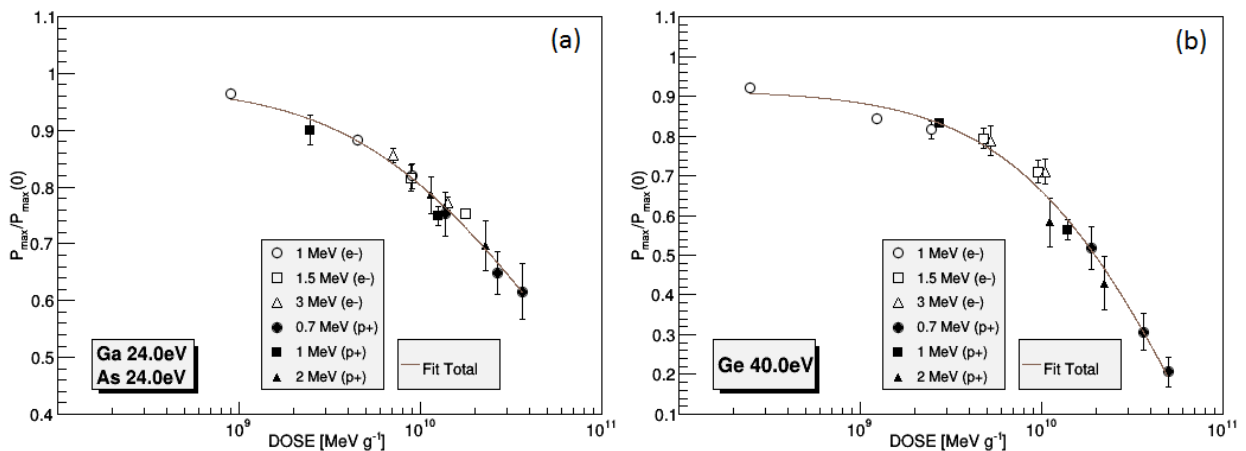 (a)
P_max/P_max(0)
1.1
1
0.9
0.8
0.7
0.6
0.5
0.4
1 MeV (e-)
1.5 MeV (e-)
3 MeV (e-)
0.7 MeV (p+)
1 MeV (p+)
2 MeV (p+)
Ga 24.0eV
As 24.0eV
Fit Total
10^9
10^10
10^11
DOSE [MeV g^-1]
(b)
P_max/P_max(0)
1.1
1
0.9
0.8
0.7
0.6
0.5
0.4
0.3
0.2
0.1
1 MeV (e-)
1.5 MeV (e-)
3 MeV (e-)
0.7 MeV (p+)
1 MeV (p+)
2 MeV (p+)
Ge 40.0eV
Fit Total
10^9
10^10
10^11
DOSE [MeV g^-1]